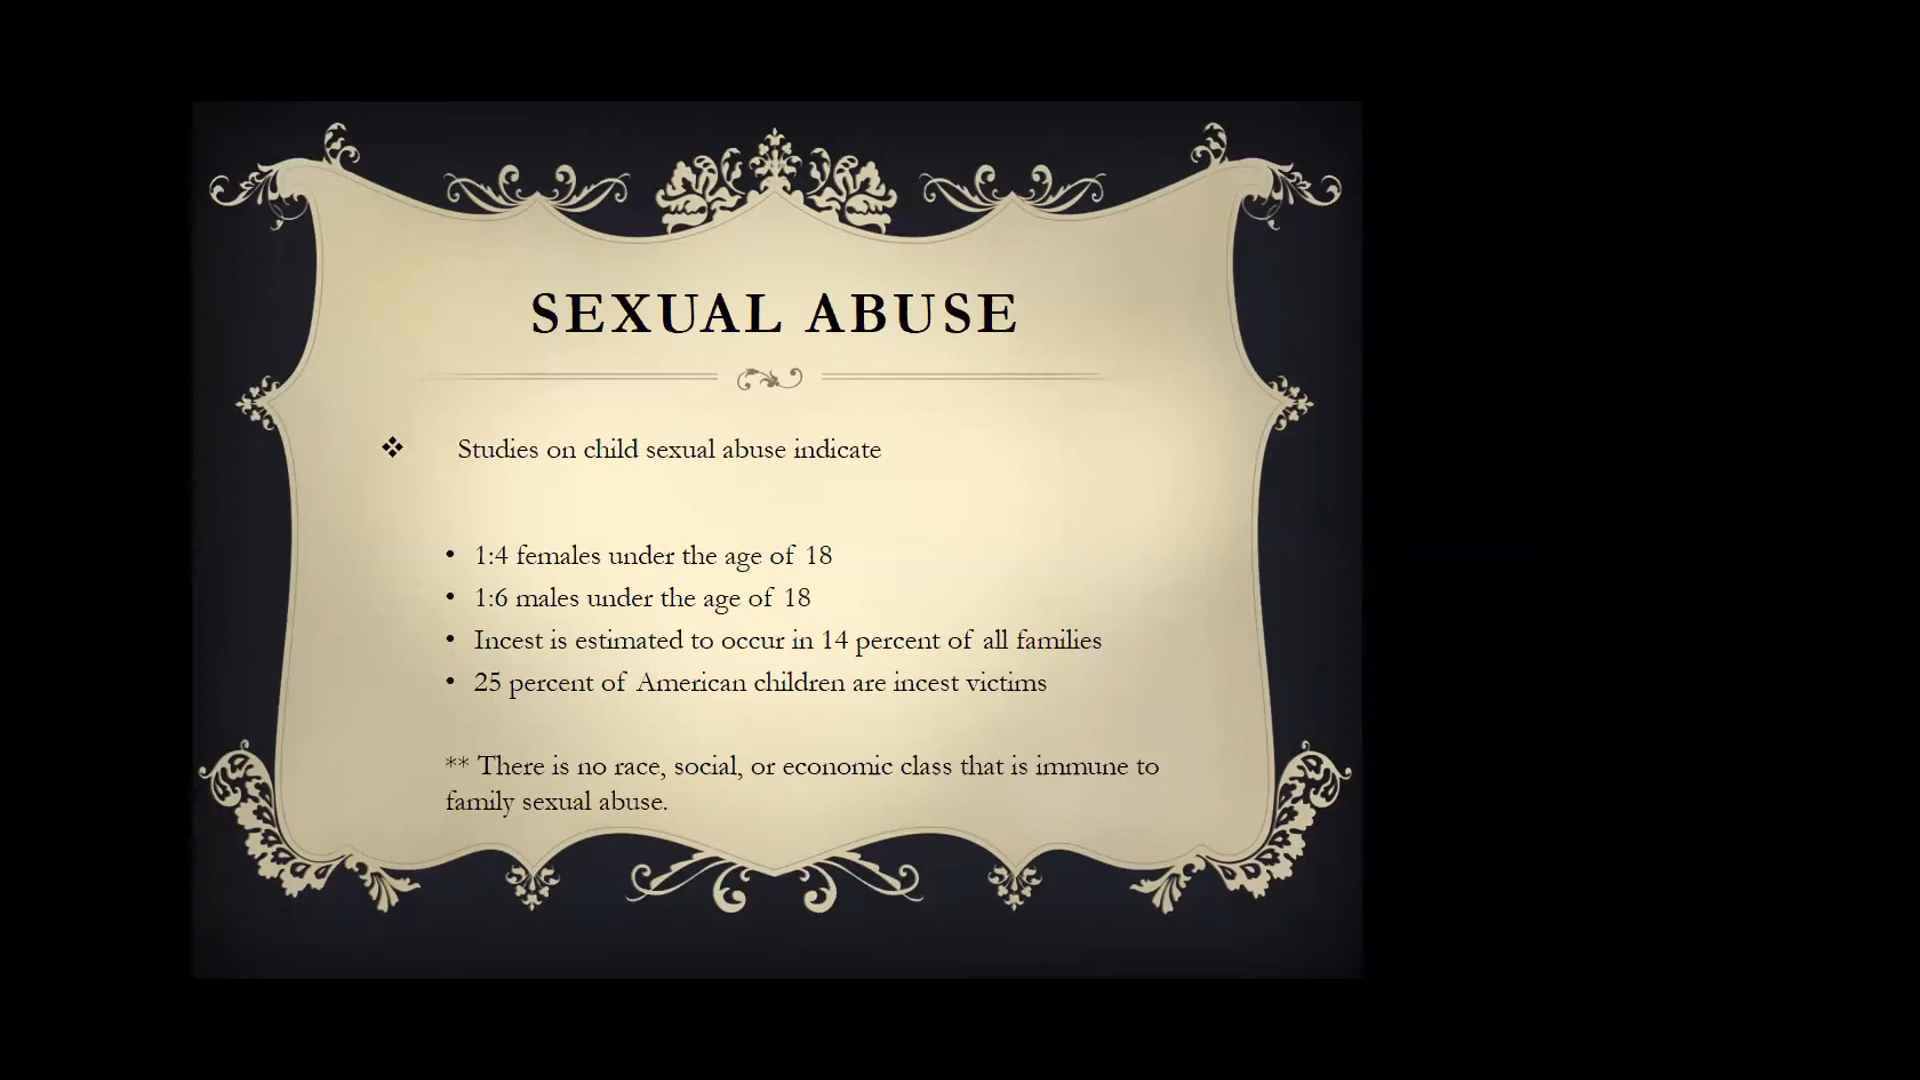 SEXUAL ABUSE
❖ Studies on child sexual abuse indicate
• 1:4 females under the age of 18
• 1:6 males under the age of 18
• Incest is estimated to occur in 14 percent of all families
• 25 percent of American children are incest victims
** There is no race, social, or economic class that is immune to
family sexual abuse.